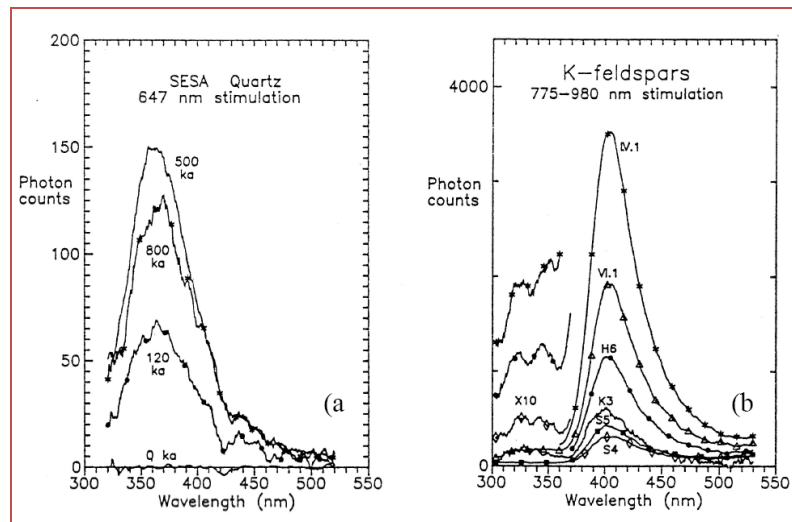 200
150
100
50
0
300
350
400
450
500
550
Photon
counts
Wavelength (nm)
SESA Quartz
647 nm stimulation
500
ka
800
ka
120
ka
0 ka
(a
4000
0
300
350
400
450
500
550
Photon
counts
Wavelength (nm)
K-feldspars
775-980 nm stimulation
IV.1
VI.1
H6
K3
S5
S4
X10
(b